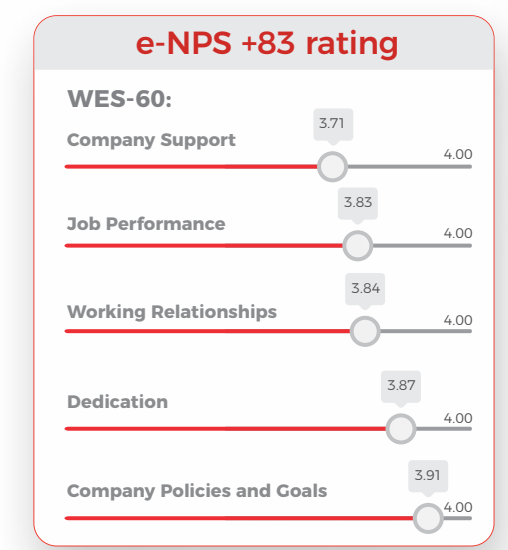 e-NPS +83 rating
WES-60:
3.71
Company Support
4.00
3.83
Job Performance
4.00
3.84
Working Relationships
4.00
3.87
Dedication
4.00
3.91
Company Policies and Goals
4.00